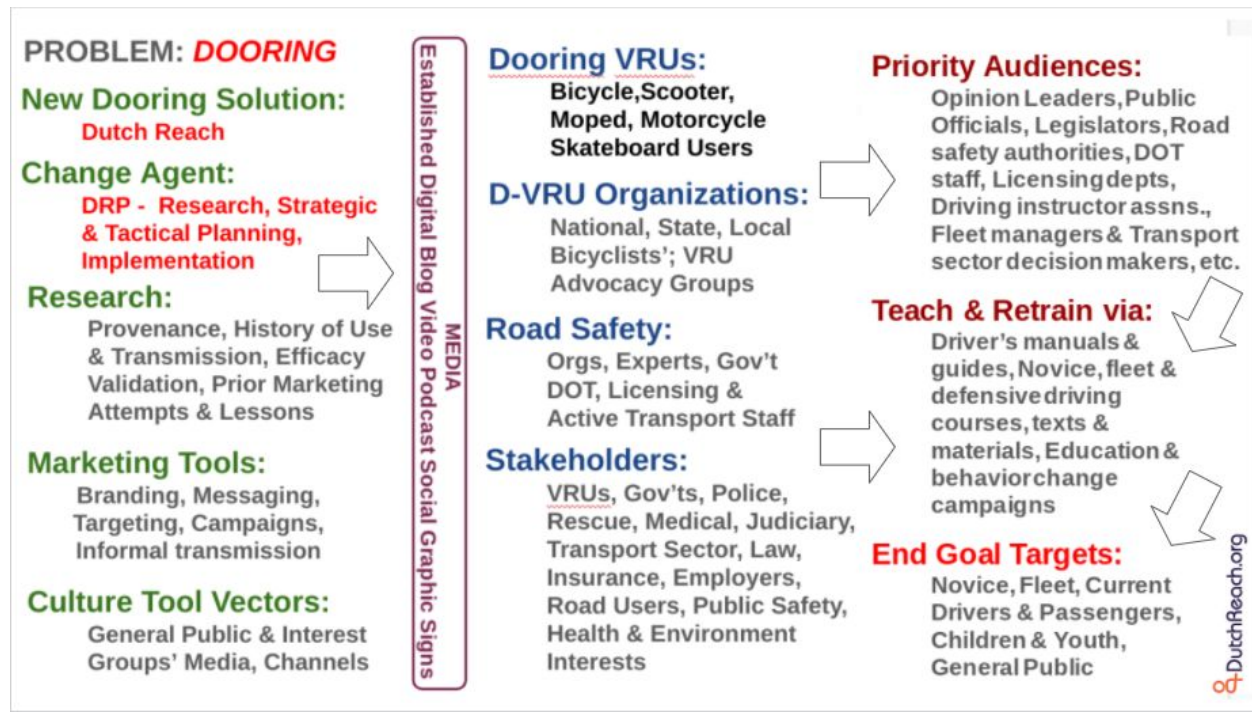 PROBLEM: DOORING
New Dooring Solution:
Dutch Reach
Change Agent:
DRP - Research, Strategic
& Tactical Planning,
Implementation
Research:
Provenance, History of Use
& Transmission, Efficacy
Validation, Prior Marketing
Attempts & Lessons
Marketing Tools:
Branding, Messaging,
Targeting, Campaigns,
Informal transmission
Culture Tool Vectors:
General Public & Interest
Groups' Media, Channels
MEDIA
Established Digital Blog Video Podcast Social Graphic Signs
Dooring VRUs:
Bicycle,Scooter,
Moped, Motorcycle
Skateboard Users
D-VRU Organizations:
National, State, Local
Bicyclists'; VRU
Advocacy Groups
Road Safety:
Orgs, Experts, Gov't
DOT, Licensing &
Active Transport Staff
Stakeholders:
VRUs, Gov'ts, Police,
Rescue, Medical, Judiciary,
Transport Sector, Law,
Insurance, Employers,
Road Users, Public Safety,
Health & Environment
Interests
Priority Audiences:
Opinion Leaders, Public
Officials, Legislators, Road
safety authorities, DOT
staff, Licensing depts,
Driving instructor assns.,
Fleet managers & Transport
sector decision makers, etc.
Teach & Retrain via:
Driver's manuals &
guides, Novice, fleet &
defensive driving
courses, texts &
materials, Education &
behavior change
campaigns
End Goal Targets:
Novice, Fleet, Current
Drivers & Passengers,
Children & Youth,
General Public
DutchReach.org